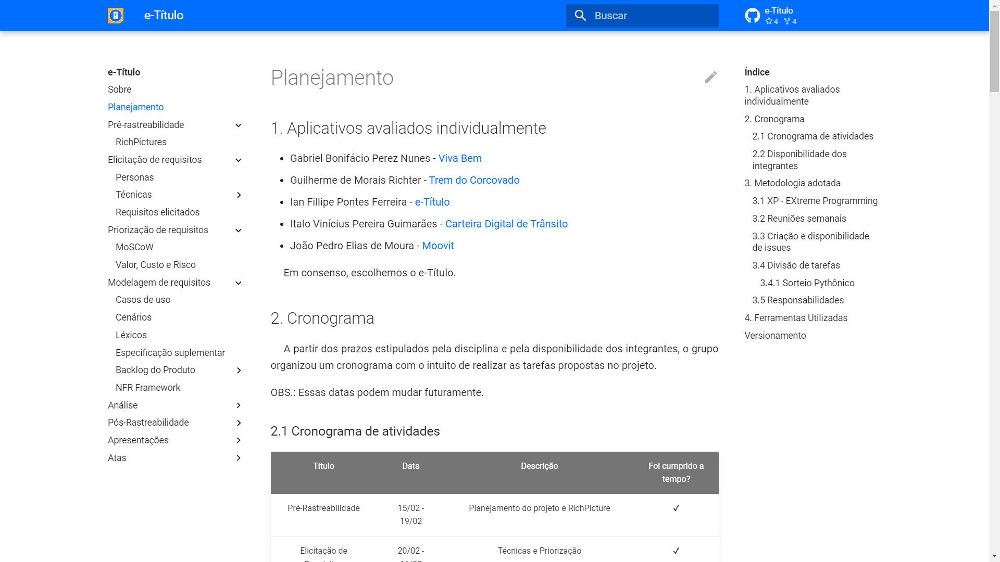 e-Título
Buscar
e-Título
4 4
e-Título
Sobre
Planejamento
Pré-rastreabilidade
RichPictures
Elicitação de requisitos
Personas
Técnicas
Requisitos elicitados
Priorização de requisitos
MoSCoW
Valor, Custo e Risco
Modelagem de requisitos
Casos de uso
Cenários
Léxicos
Especificação suplementar
Backlog do Produto
NFR Framework
Análise
Pós-Rastreabilidade
Apresentações
Atas
Planejamento
1. Aplicativos avaliados individualmente
• Gabriel Bonifácio Perez Nunes - Viva Bem
• Guilherme de Morais Richter - Trem do Corcovado
• Ian Fillipe Pontes Ferreira - e-Título
• Italo Vinícius Pereira Guimarães - Carteira Digital de Trânsito
• João Pedro Elias de Moura - Moovit
Em consenso, escolhemos o e-Título.
2. Cronograma
A partir dos prazos estipulados pela disciplina e pela disponibilidade dos integrantes, o grupo
organizou um cronograma com o intuito de realizar as tarefas propostas no projeto.
OBS.: Essas datas podem mudar futuramente.
2.1 Cronograma de atividades
Título Data Descrição Foi cumprido a
tempo?
Pré-Rastreabilidade 15/02 - Planejamento do projeto e RichPicture ✓
19/02
Elicitação de 20/02 - Técnicas e Priorização ✓
Índice
1. Aplicativos avaliados
individualmente
2. Cronograma
2.1 Cronograma de atividades
2.2 Disponibilidade dos
integrantes
3. Metodologia adotada
3.1 XP - EXtreme Programming
3.2 Reuniões semanais
3.3 Criação e disponibilidade
de issues
3.4 Divisão de tarefas
3.4.1 Sorteio Pythônico
3.5 Responsabilidades
4. Ferramentas Utilizadas
Versionamento